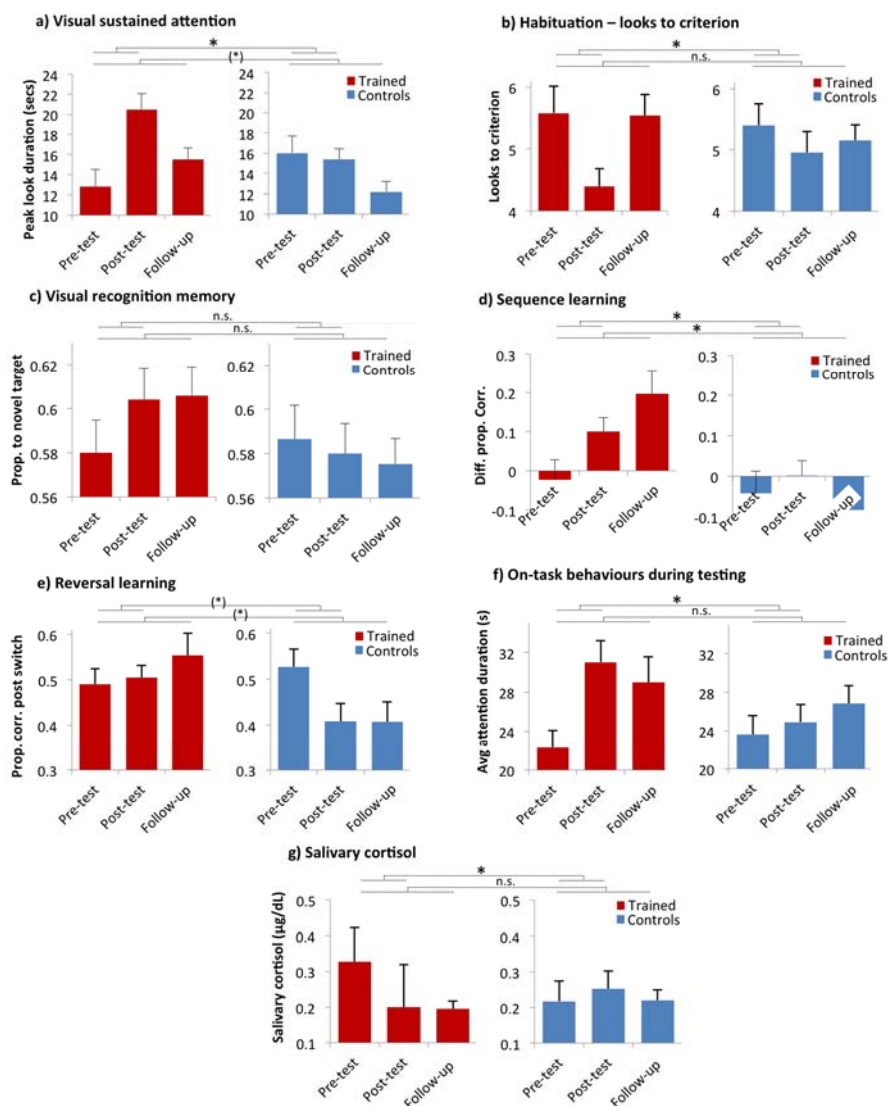 a) Visual sustained attention
*
(*)
Peak look duration (secs)
24
22
20
18
16
14
12
10
Pre-test
Post-test
Follow-up
24
22
20
18
16
14
12
10
Trained
Controls
Pre-test
Post-test
Follow-up
b) Habituation – looks to criterion
*
n.s.
Looks to criterion
6
5
4
Pre-test
Post-test
Follow-up
6
5
4
Trained
Controls
Pre-test
Post-test
Follow-up
c) Visual recognition memory
n.s.
n.s.
Prop. to novel target
0.62
0.6
0.58
0.56
Pre-test
Post-test
Follow-up
0.62
0.6
0.58
0.56
Trained
Controls
Pre-test
Post-test
Follow-up
d) Sequence learning
*
*
Diff. prop. Corr.
0.3
0.2
0.1
0
-0.1
Pre-test
Post-test
Follow-up
0.3
0.2
0.1
0
-0.1
Trained
Controls
Pre-test
Post-test
Follow-up
e) Reversal learning
(*)
(*)
Prop. corr. post switch
0.6
0.5
0.4
0.3
Pre-test
Post-test
Follow-up
0.6
0.5
0.4
0.3
Trained
Controls
Pre-test
Post-test
Follow-up
f) On-task behaviours during testing
*
n.s.
Avg attention duration (s)
32
28
24
20
Pre-test
Post-test
Follow-up
32
28
24
20
Trained
Controls
Pre-test
Post-test
Follow-up
g) Salivary cortisol
*
n.s.
Salivary cortisol (µg/dL)
0.5
0.4
0.3
0.2
0.1
Pre-test
Post-test
Follow-up
0.5
0.4
0.3
0.2
0.1
Trained
Controls
Pre-test
Post-test
Follow-up